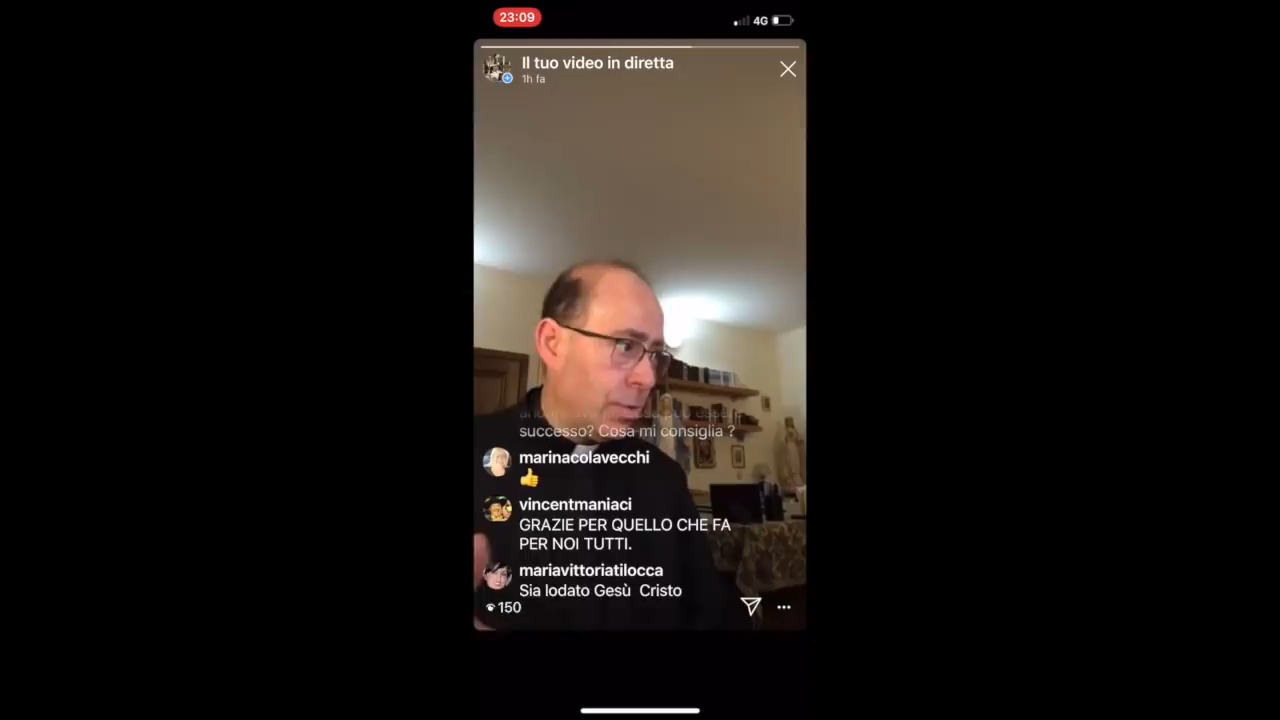 23:09
4G
Il tuo video in diretta
1h fa
successo? Cosa mi consiglia ?
marinacolavecchi
vincentmaniaci
GRAZIE PER QUELLO CHE FA
PER NOI TUTTI.
mariavittoriatilocca
Sia lodato Gesù Cristo
150